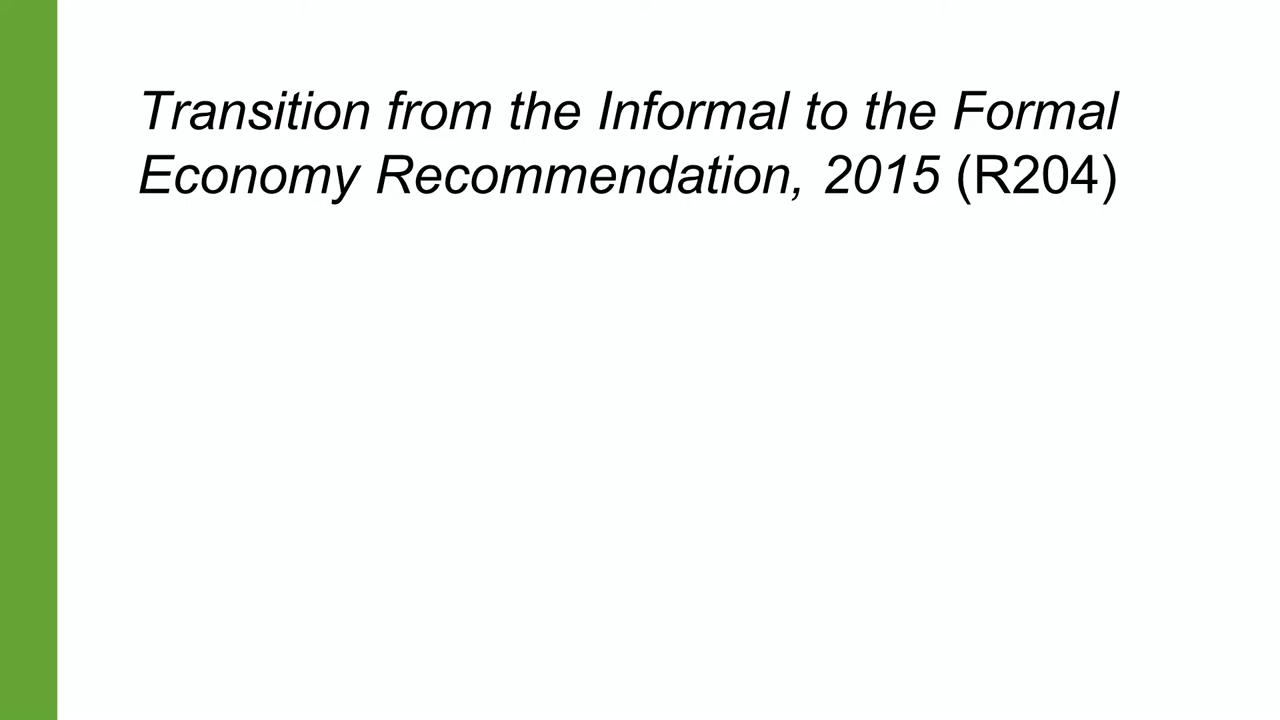 Transition from the Informal to the Formal
Economy Recommendation, 2015 (R204)